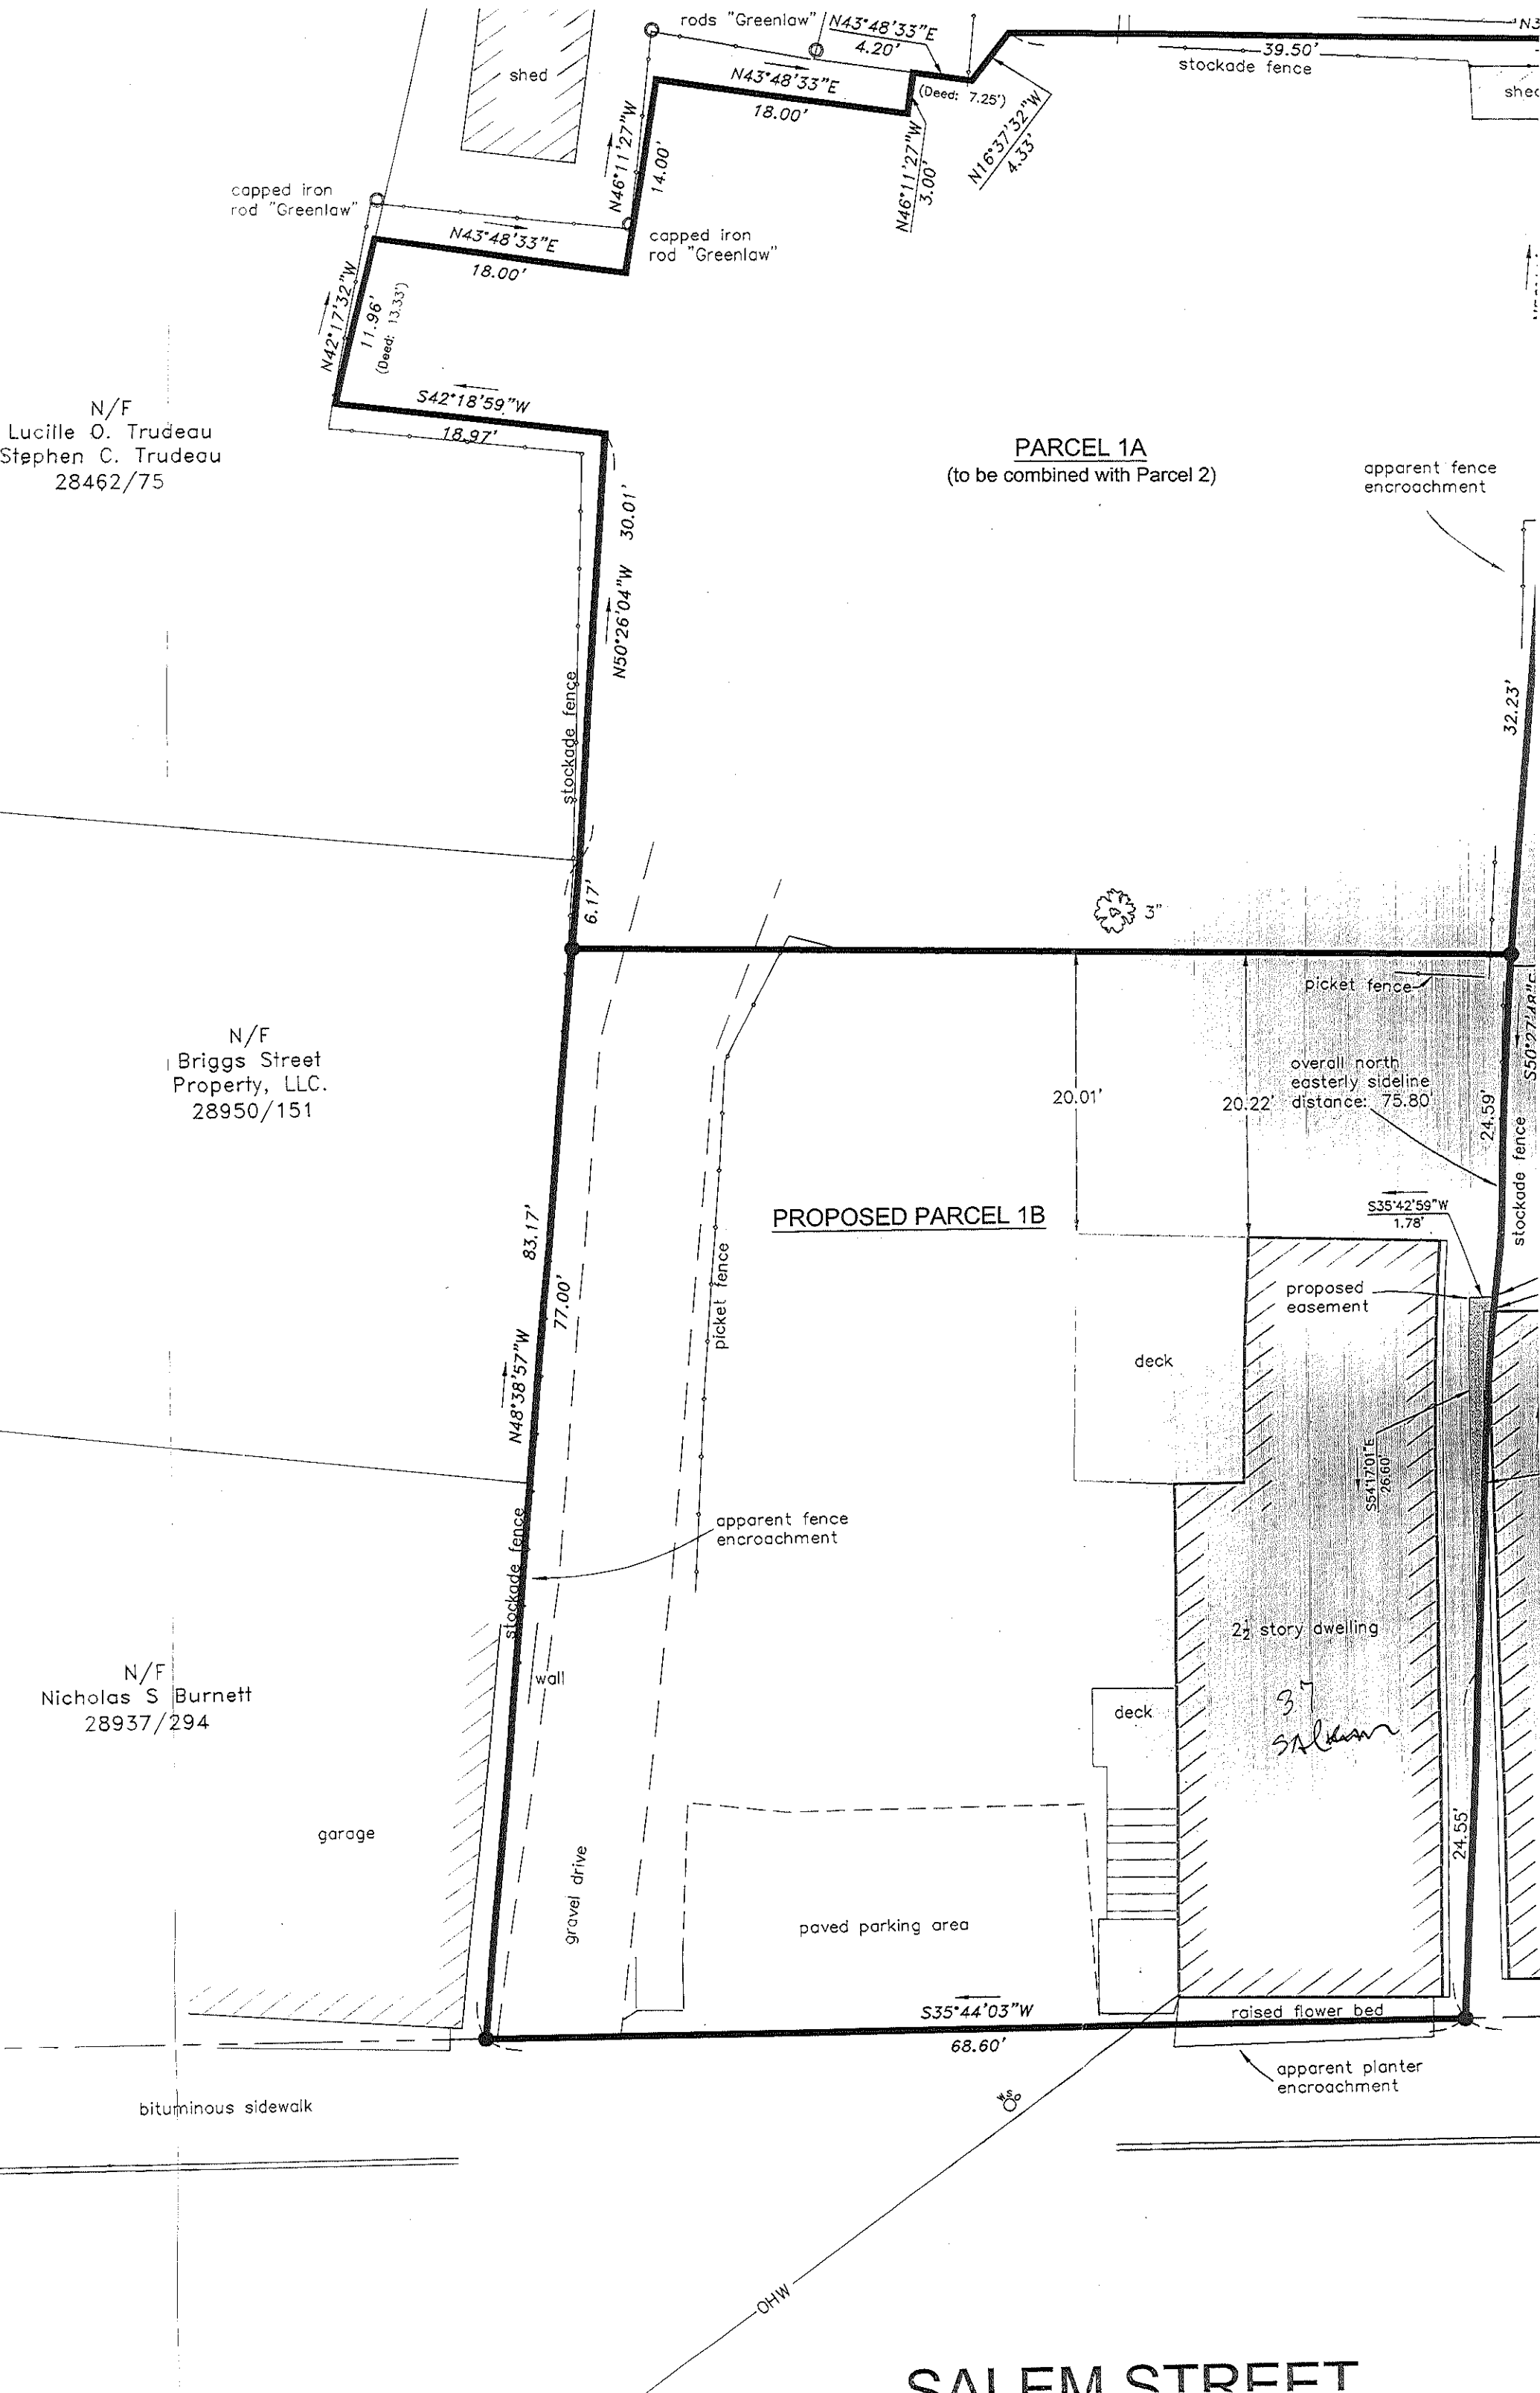 rods "Greenlaw"
N43°48'33"E
4.20'
39.50'
stockade fence
shed
N43°48'33"E
18.00'
(Deed: 7.25')
N16°37'32"W
4.33'
N46°11'27"W
3.00'
N46°11'27"W
14.00'
capped iron
rod "Greenlaw"
N43°48'33"E
18.00'
capped iron
rod "Greenlaw"
N42°17'32"W
11.96'
(Deed: 13.33')
S42°18'59"W
18.97'
N/F
Lucille O. Trudeau
Stephen C. Trudeau
28462/75
PARCEL 1A
(to be combined with Parcel 2)
apparent fence
encroachment
N50°26'04"W 30.01'
stockade fence
32.23'
6.17'
3"
picket fence
N/F
Briggs Street
Property, LLC.
28950/151
overall north
easterly sideline
distance: 75.80'
20.01'
20.22'
24.59'
S50°27'48"E
stockade fence
S35°42'59"W
1.78'
PROPOSED PARCEL 1B
83.17'
77.00'
N48°38'57"W
picket fence
proposed
easement
deck
S54°17'01"E
26.60'
apparent fence
encroachment
stockade fence
wall
2½ story dwelling
37
N/F
Nicholas S Burnett
28937/294
deck
garage
gravel drive
paved parking area
24.55'
S35°44'03"W
68.60'
raised flower bed
apparent planter
encroachment
bituminous sidewalk
WSO
OHW
SALEM STREET